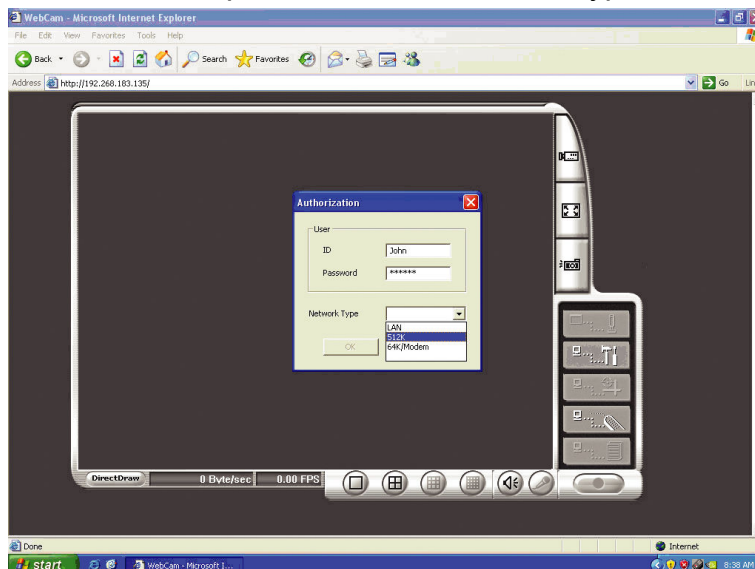 WebCam - Microsoft Internet Explorer
File Edit View Favorites Tools Help
Back Search Favorites
Address http://192.268.183.135/ Go Lin
Authorization
User
ID John
Password ******
Network Type
LAN
512K
OK 64K/Modem
DirectDraw 0 Byte/sec 0.00 FPS
Done Internet
start WebCam - Microsoft I... 8:38 AM